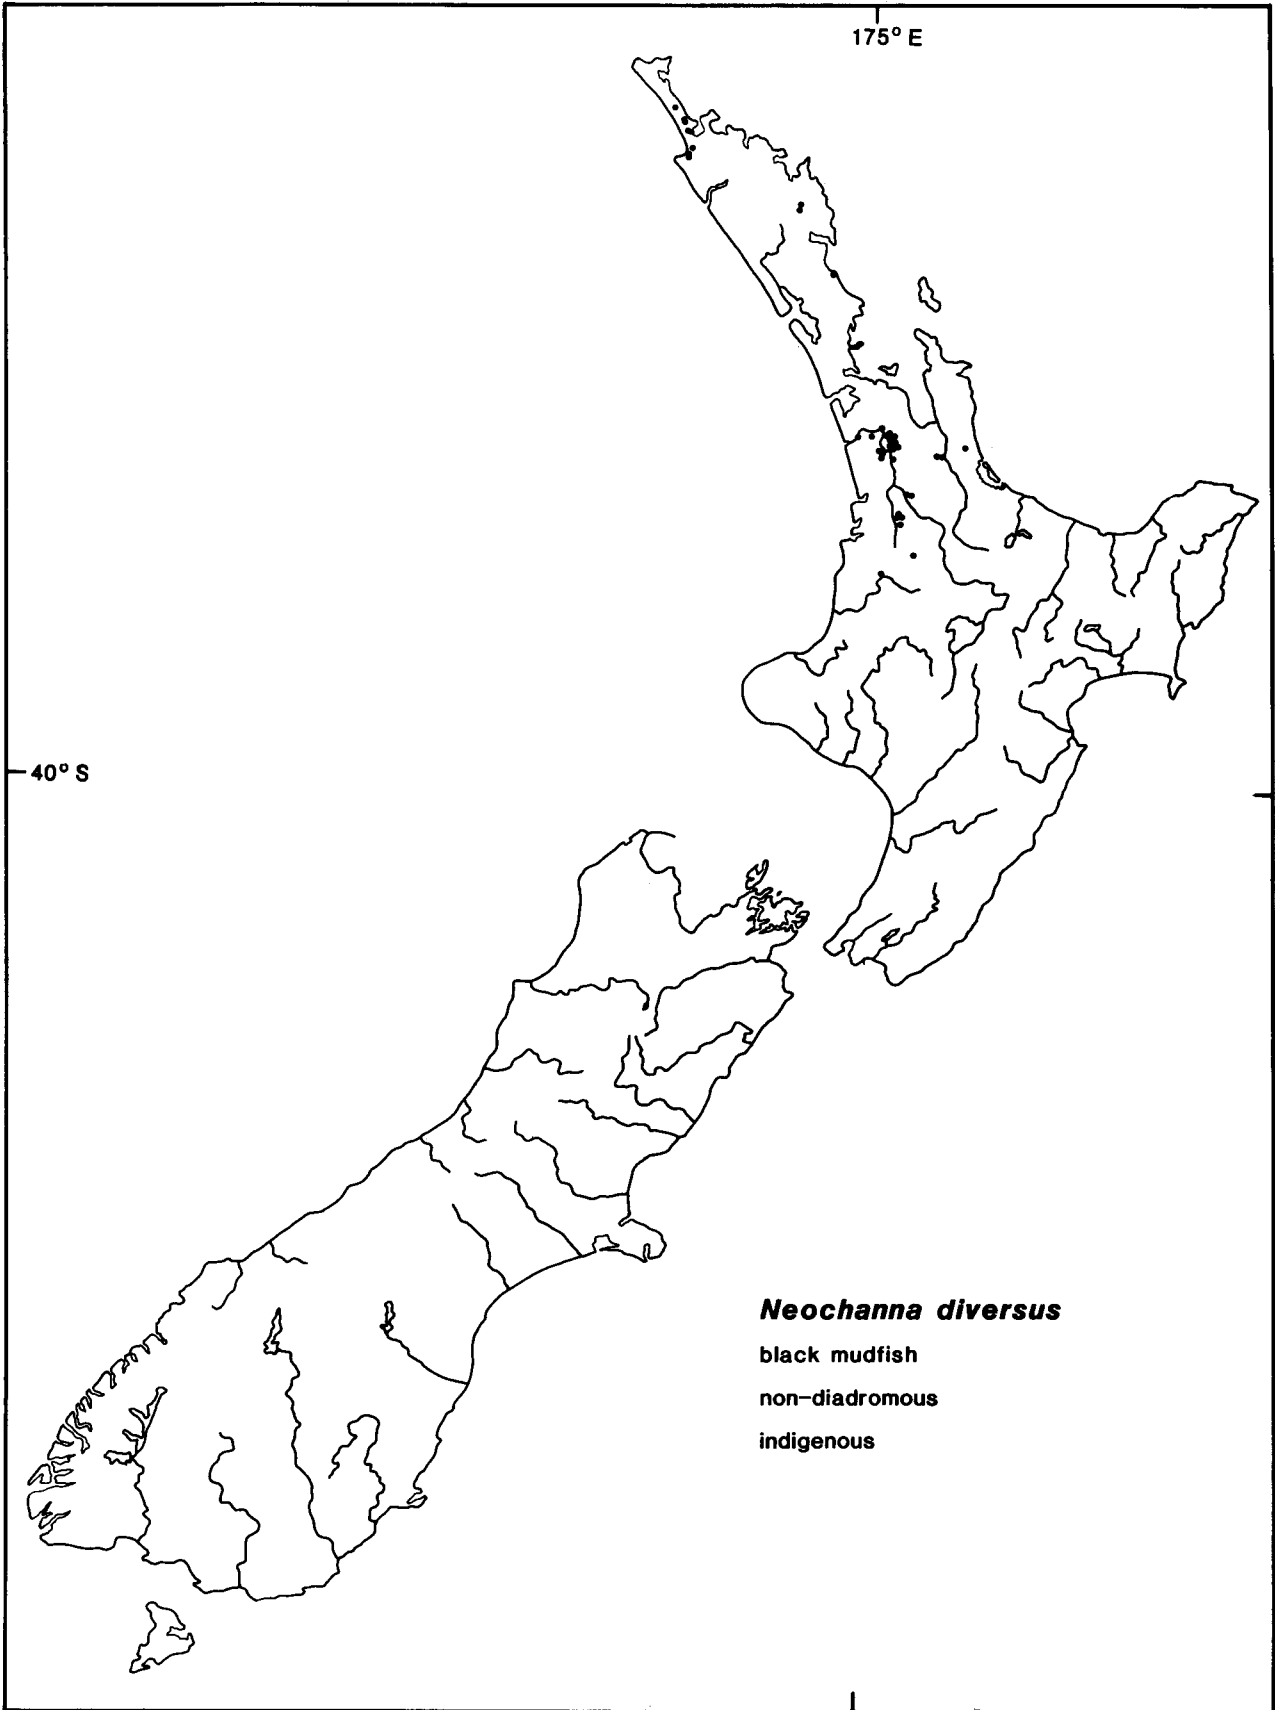 175° E
40° S
Neochanna diversus
black mudfish
non-diadromous
indigenous